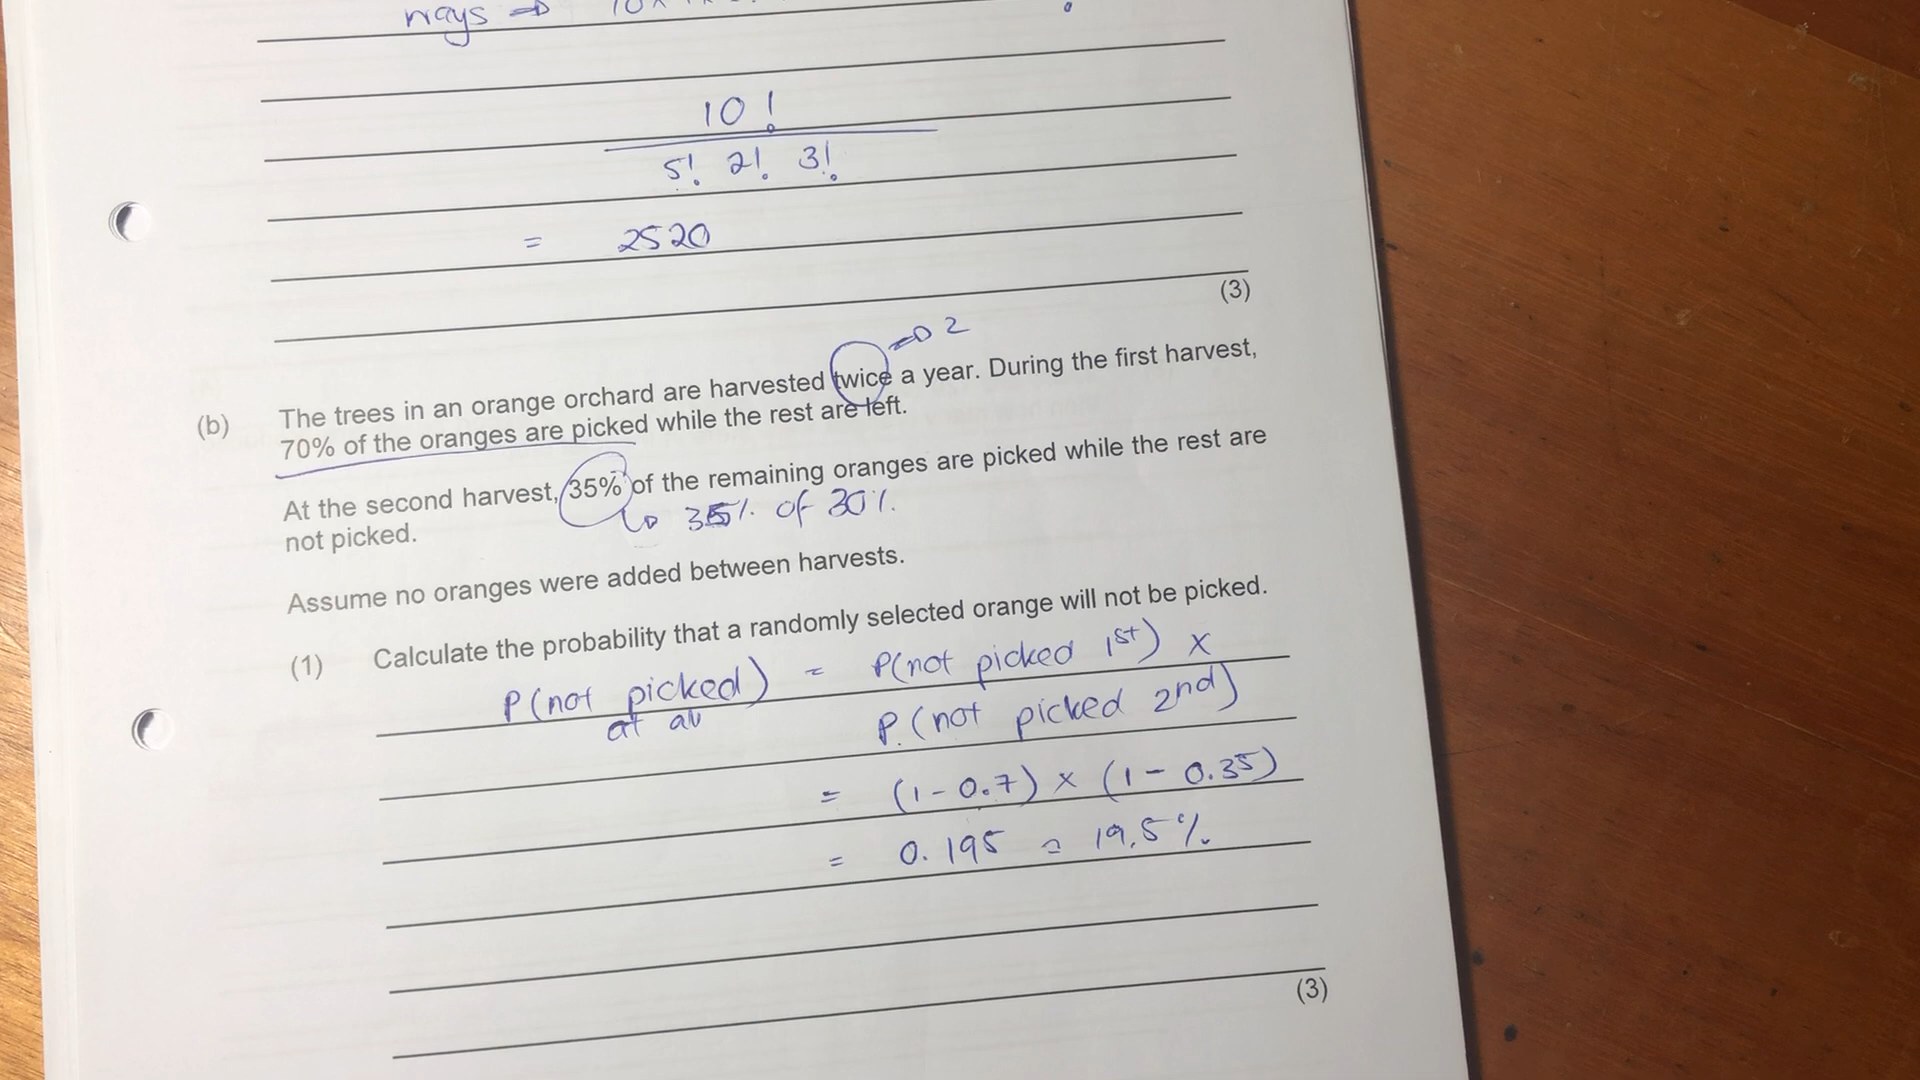 ways ⇒ 10
10!
5! 2! 3!
= 2520
(3)
⇒ 2
(b) The trees in an orange orchard are harvested twice a year. During the first harvest,
70% of the oranges are picked while the rest are left.
At the second harvest, 35% of the remaining oranges are picked while the rest are
↳ 35% of 30%
not picked.
Assume no oranges were added between harvests.
(1) Calculate the probability that a randomly selected orange will not be picked.
P(not picked) = P(not picked 1st) ×
at all P.(not picked 2nd)
= (1-0.7) × (1-0.35)
= 0.195 = 19.5%
(3)